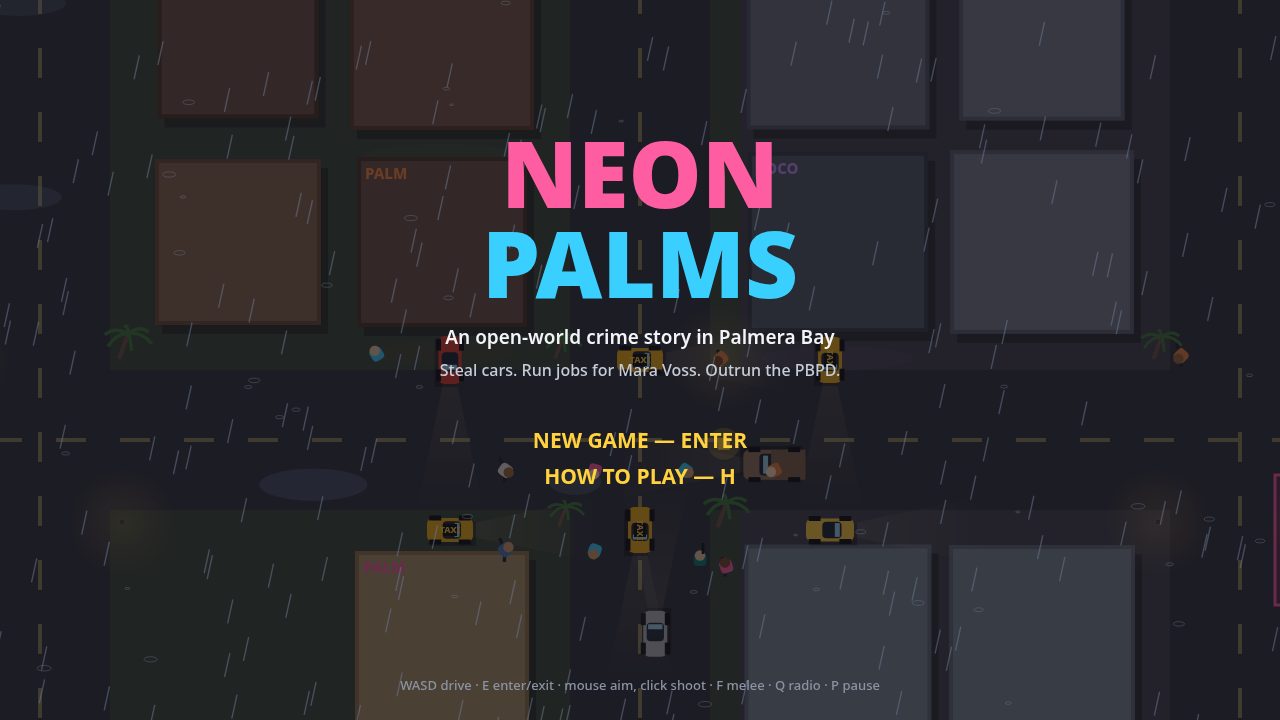 PALM
NEON
PALMS
An open-world crime story in Palmera Bay
TAXI
Steal cars. Run jobs for Mara Voss. Outrun the PBPD.
NEW GAME — ENTER
HOW TO PLAY — H
TAXI
WASD drive · E enter/exit · mouse aim, click shoot · F melee · Q radio · P pause